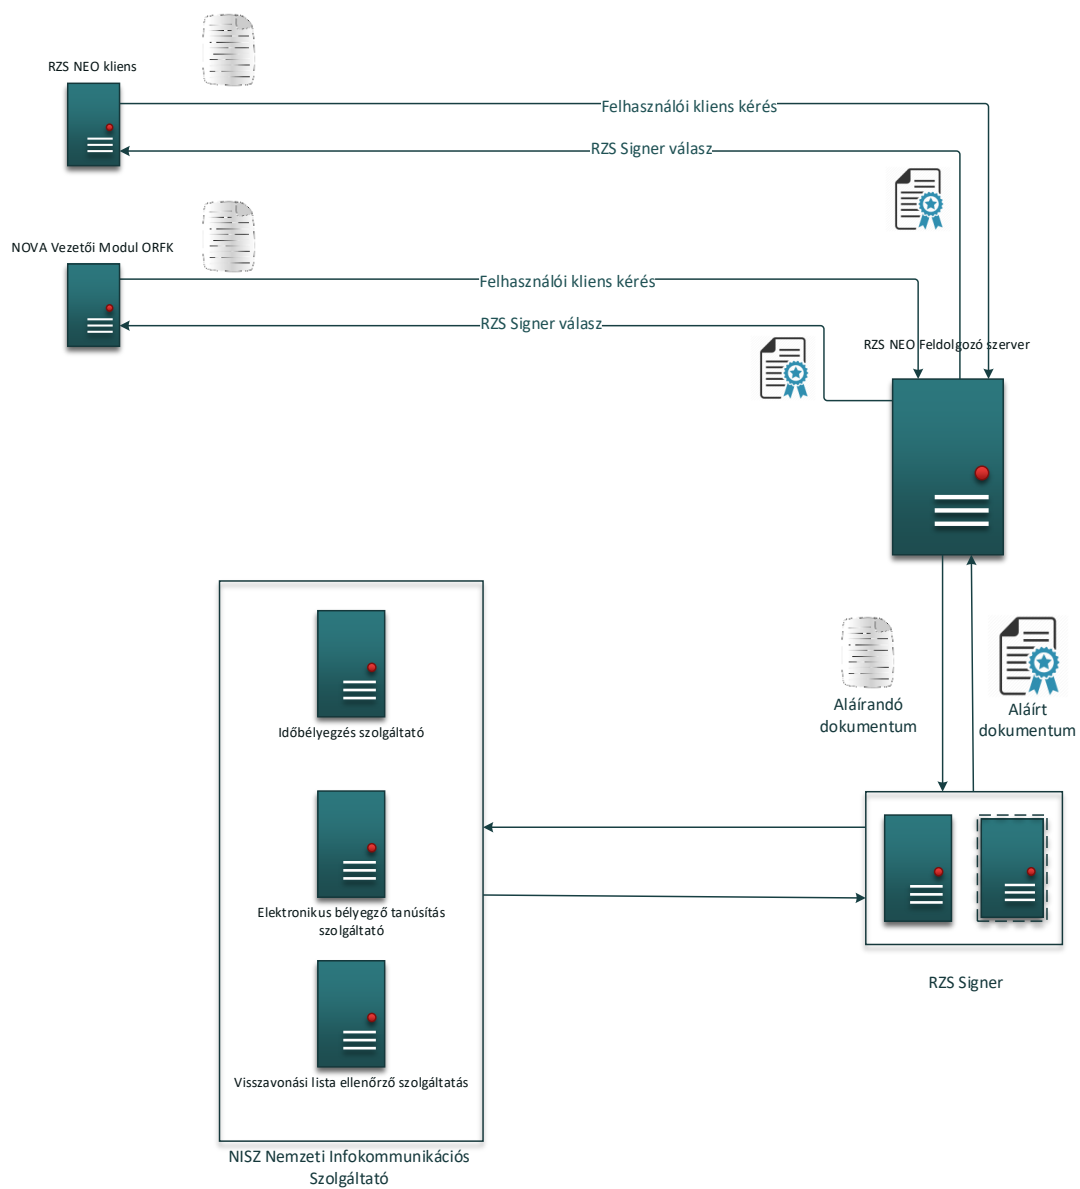 RZS NEO kliens
Felhasználói kliens kérés
RZS Signer válasz
NOVA Vezetői Modul ORFK
Felhasználói kliens kérés
RZS Signer válasz
RZS NEO Feldolgozó szerver
Aláírandó
dokumentum
Aláírt
dokumentum
Időbélyegzés szolgáltató
Elektronikus bélyegző tanúsítás
szolgáltató
RZS Signer
Visszavonási lista ellenőrző szolgáltatás
NISZ Nemzeti Infokommunikációs
Szolgáltató